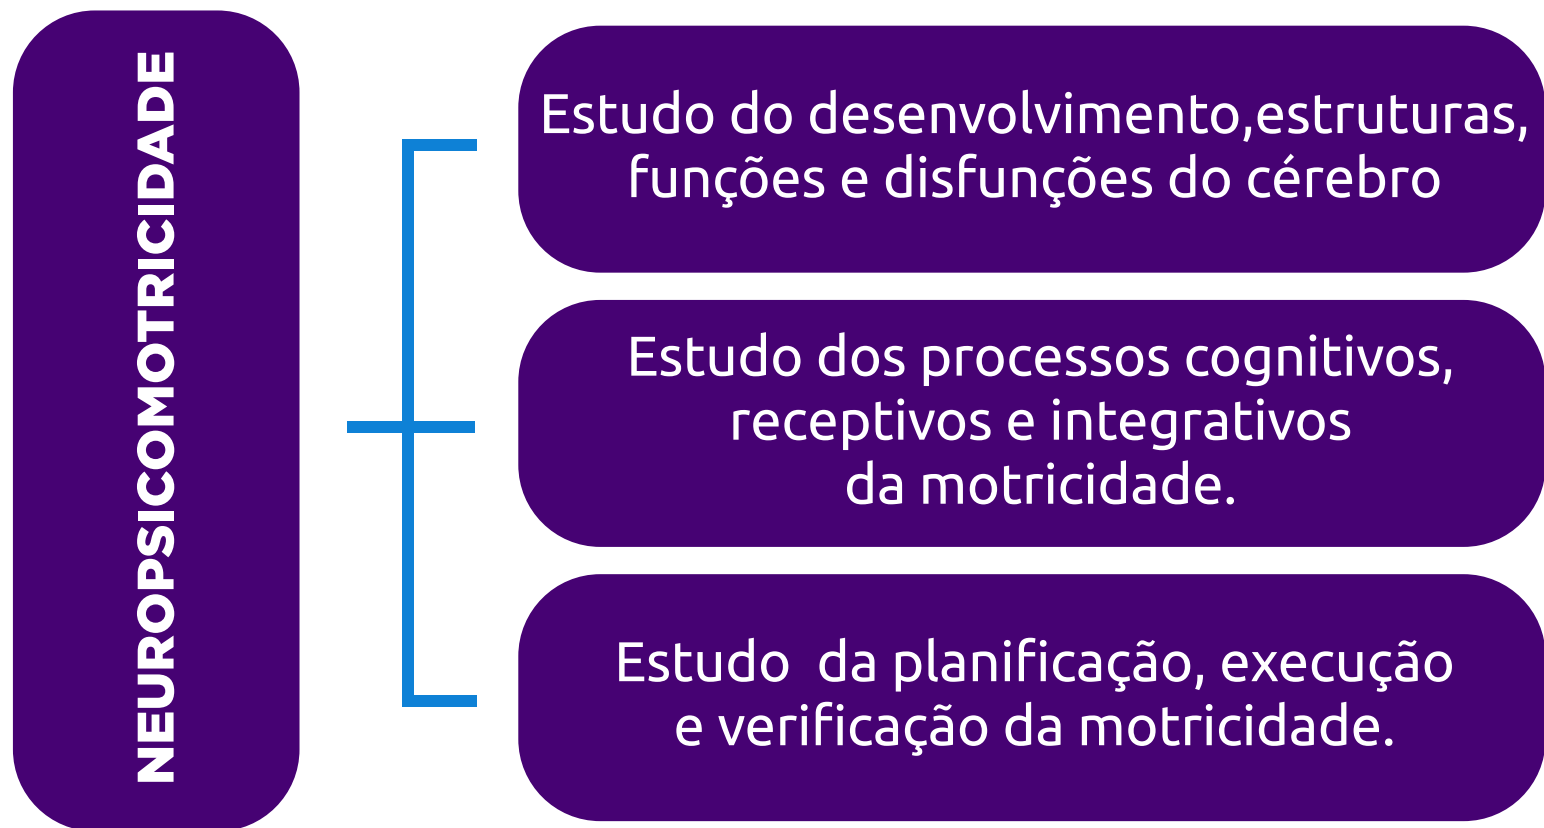 NEUROPSICOMOTRICIDADE
Estudo do desenvolvimento,estruturas,
funções e disfunções do cérebro
Estudo dos processos cognitivos,
receptivos e integrativos
da motricidade.
Estudo  da planificação, execução
e verificação da motricidade.